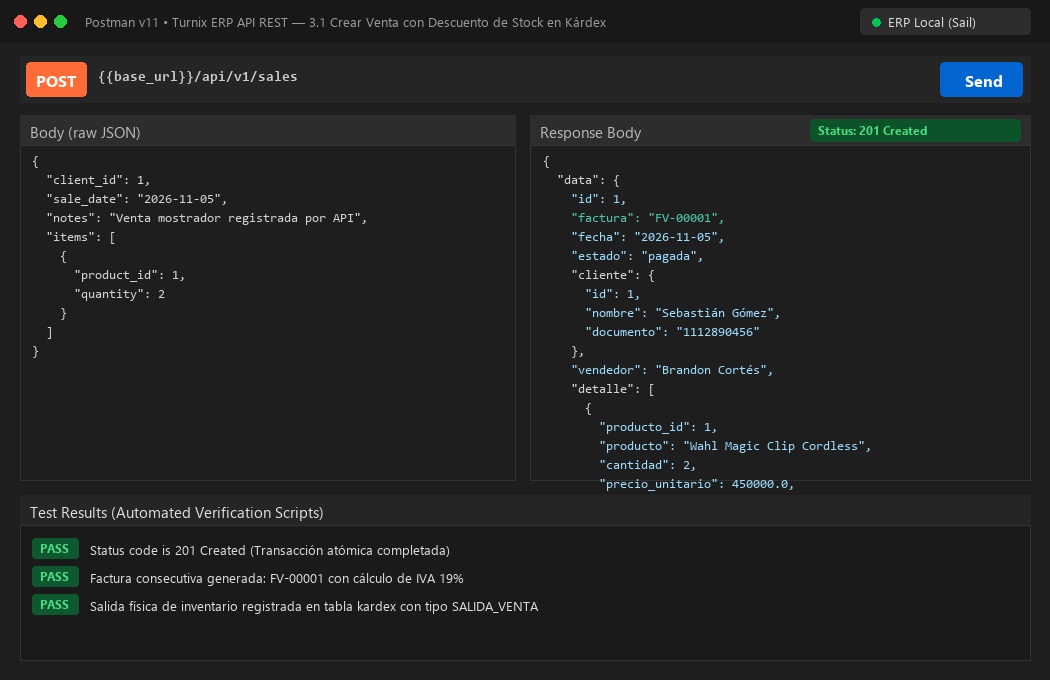 Postman v11 • Turnix ERP API REST — 3.1 Crear Venta con Descuento de Stock en Kárdex
ERP Local (Sail)
POST
{{base_url}}/api/v1/sales
Send
Body (raw JSON)
{
"client_id": 1,
"sale_date": "2026-11-05",
"notes": "Venta mostrador registrada por API",
"items": [
{
"product_id": 1,
"quantity": 2
}
]
}
Response Body
Status: 201 Created
{
"data": {
"id": 1,
"factura": "FV-00001",
"fecha": "2026-11-05",
"estado": "pagada",
"cliente": {
"id": 1,
"nombre": "Sebastián Gómez",
"documento": "1112890456"
},
"vendedor": "Brandon Cortés",
"detalle": [
{
"producto_id": 1,
"producto": "Wahl Magic Clip Cordless",
"cantidad": 2,
"precio_unitario": 450000.0,
Test Results (Automated Verification Scripts)
PASS Status code is 201 Created (Transacción atómica completada)
PASS Factura consecutiva generada: FV-00001 con cálculo de IVA 19%
PASS Salida física de inventario registrada en tabla kardex con tipo SALIDA_VENTA